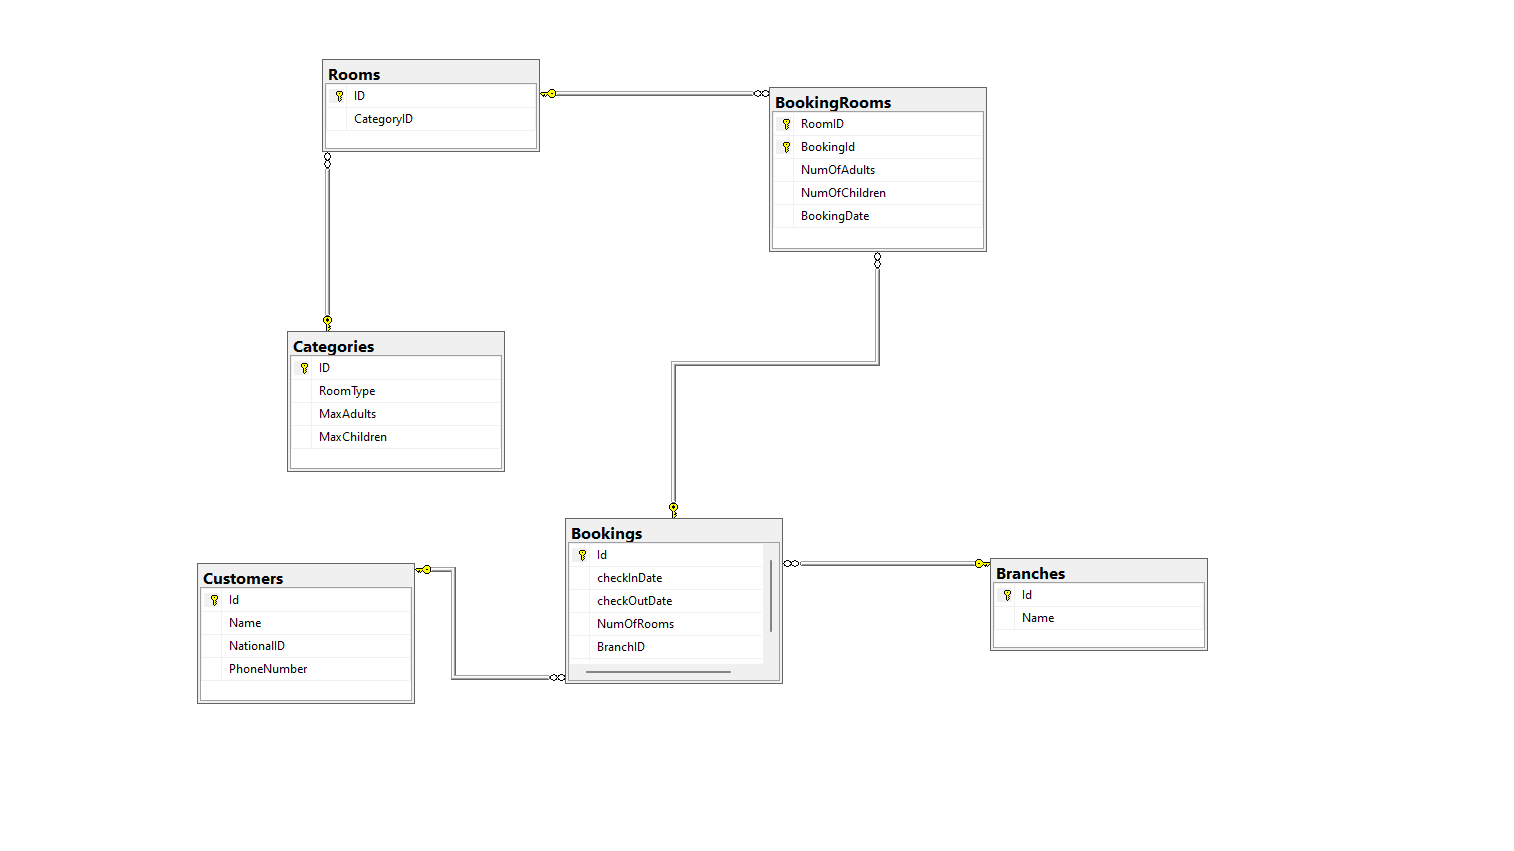 Rooms
ID
CategoryID
BookingRooms
RoomID
BookingId
NumOfAdults
NumOfChildren
BookingDate
Categories
ID
RoomType
MaxAdults
MaxChildren
Customers
Id
Name
NationalID
PhoneNumber
Bookings
Id
checkInDate
checkOutDate
NumOfRooms
BranchID
Branches
Id
Name